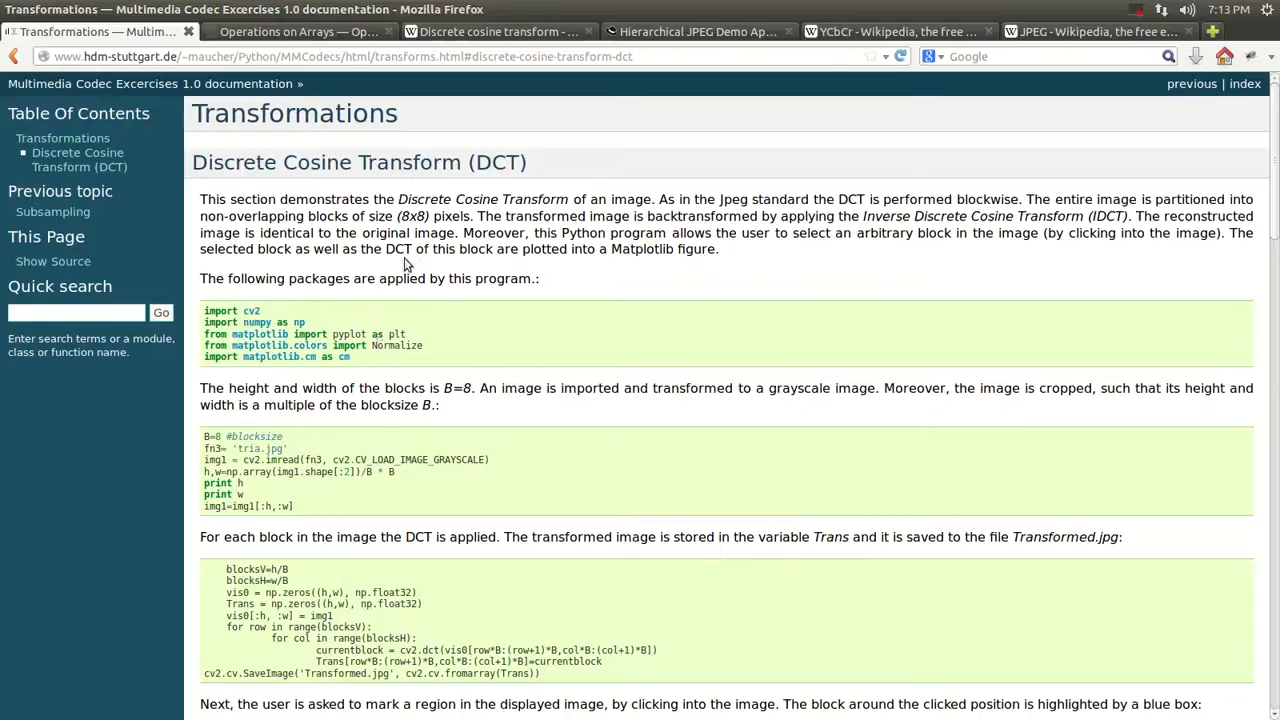 Transformations — Multimedia Codec Excercises 1.0 documentation - Mozilla Firefox
7:13 PM
Transformations — Multim...
Operations on Arrays — Op...
Discrete cosine transform - ...
Hierarchical JPEG Demo Ap...
YCbCr - Wikipedia, the free ...
JPEG - Wikipedia, the free e...
www.hdm-stuttgart.de/~maucher/Python/MMCodecs/html/transforms.html#discrete-cosine-transform-dct
Google
Multimedia Codec Excercises 1.0 documentation »
previous | index
Table Of Contents
Transformations
Discrete Cosine
Transform (DCT)
Previous topic
Subsampling
This Page
Show Source
Quick search
Go
Enter search terms or a module,
class or function name.
Transformations
Discrete Cosine Transform (DCT)
This section demonstrates the Discrete Cosine Transform of an image. As in the Jpeg standard the DCT is performed blockwise. The entire image is partitioned into
non-overlapping blocks of size (8x8) pixels. The transformed image is backtransformed by applying the Inverse Discrete Cosine Transform (IDCT). The reconstructed
image is identical to the original image. Moreover, this Python program allows the user to select an arbitrary block in the image (by clicking into the image). The
selected block as well as the DCT of this block are plotted into a Matplotlib figure.
The following packages are applied by this program.:
import cv2
import numpy as np
from matplotlib import pyplot as plt
from matplotlib.colors import Normalize
import matplotlib.cm as cm
The height and width of the blocks is B=8. An image is imported and transformed to a grayscale image. Moreover, the image is cropped, such that its height and
width is a multiple of the blocksize B.:
B=8 #blocksize
fn3= 'tria.jpg'
img1 = cv2.imread(fn3, cv2.CV_LOAD_IMAGE_GRAYSCALE)
h,w=np.array(img1.shape[:2])/B * B
print h
print w
img1=img1[:h,:w]
For each block in the image the DCT is applied. The transformed image is stored in the variable Trans and it is saved to the file Transformed.jpg:
blocksV=h/B
blocksH=w/B
vis0 = np.zeros((h,w), np.float32)
Trans = np.zeros((h,w), np.float32)
vis0[:h, :w] = img1
for row in range(blocksV):
for col in range(blocksH):
currentblock = cv2.dct(vis0[row*B:(row+1)*B,col*B:(col+1)*B])
Trans[row*B:(row+1)*B,col*B:(col+1)*B]=currentblock
cv2.cv.SaveImage('Transformed.jpg', cv2.cv.fromarray(Trans))
Next, the user is asked to mark a region in the displayed image, by clicking into the image. The block around the clicked position is highlighted by a blue box: